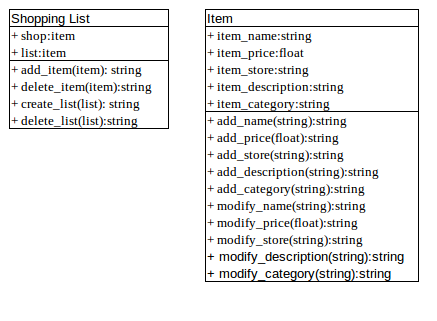 Shopping List
+ shop:item
+ list:item
+ add_item(item): string
+ delete_item(item):string
+ create_list(list): string
+ delete_list(list):string
Item
+ item_name:string
+ item_price:float
+ item_store:string
+ item_description:string
+ item_category:string
+ add_name(string):string
+ add_price(float):string
+ add_store(string):string
+ add_description(string):string
+ add_category(string):string
+ modify_name(string):string
+ modify_price(float):string
+ modify_store(string):string
+ modify_description(string):string
+ modify_category(string):string